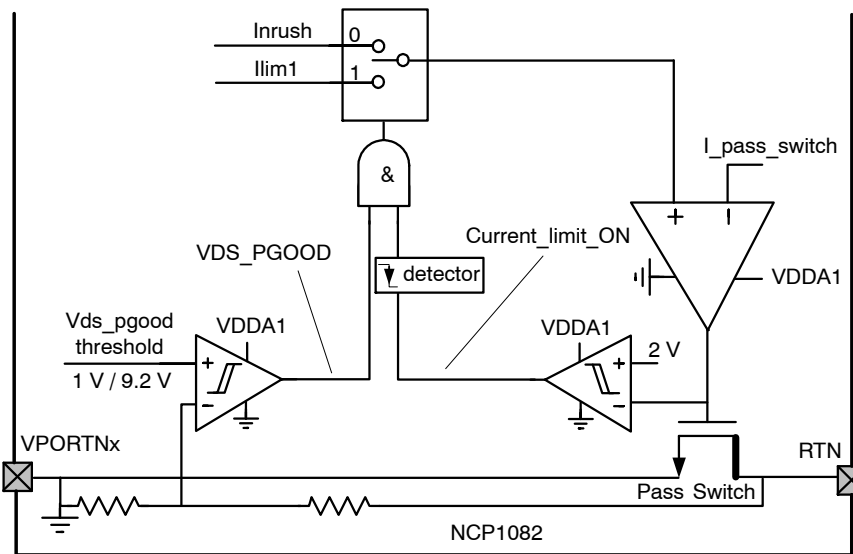 Inrush
0
Ilim1
1
I_pass_switch
&
+
–
VDS_PGOOD
Current_limit_ON
detector
VDDA1
Vds_pgood
threshold
1 V / 9.2 V
VDDA1
+
–
VDDA1
2 V
+
–
VPORTNx
RTN
Pass Switch
NCP1082